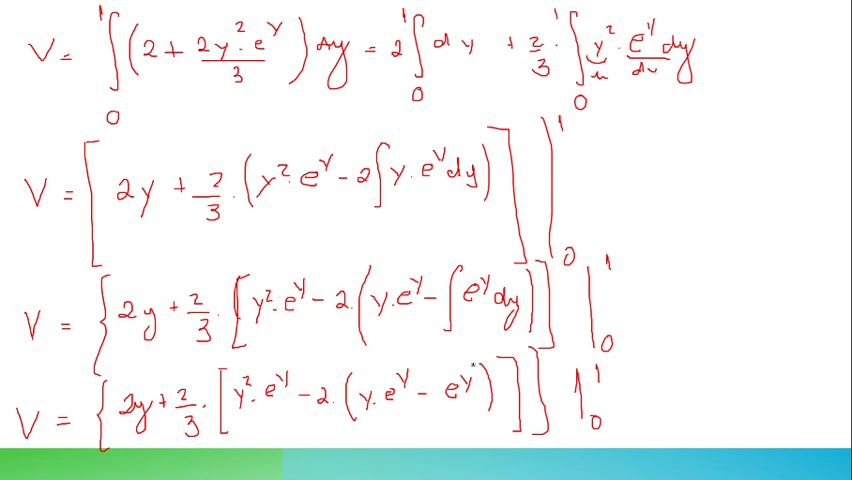 V = ∫₀¹ (2 + 2y²·e^y / 3) dy = 2 ∫₀¹ dy + 2/3 · ∫₀¹ y² · e^y dy
u dv
V = [2y + 2/3 · (y²·e^y - 2∫y·e^y dy)] |₀¹
V = {2y + 2/3 · [y²·e^y - 2·(y·e^y - ∫e^y dy)]} |₀¹
V = {2y + 2/3 · [y²·e^y - 2·(y·e^y - e^y)]} |₀¹